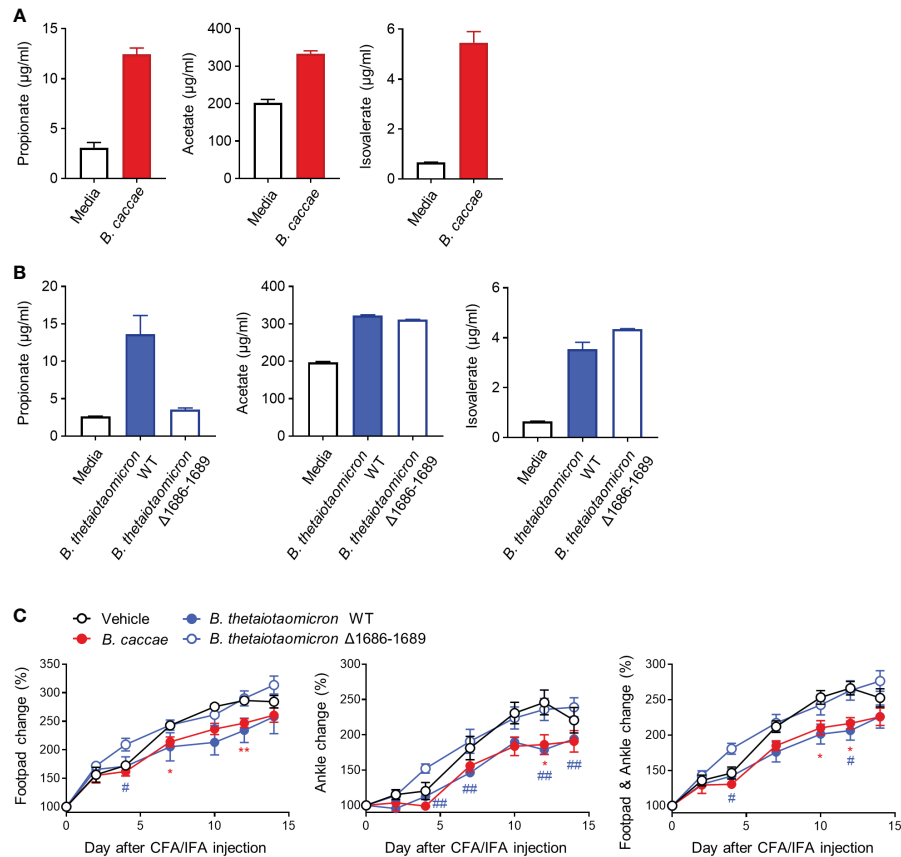 A
Propionate (µg/ml)
15
10
5
0
Media
B. caccae
Acetate (µg/ml)
400
300
200
100
0
Media
B. caccae
Isovalerate (µg/ml)
6
4
2
0
Media
B. caccae
B
Propionate (µg/ml)
20
15
10
5
0
Media
B. thetaiotaomicron
WT
B. thetaiotaomicron
Δ1686-1689
Acetate (µg/ml)
400
300
200
100
0
Media
B. thetaiotaomicron
WT
B. thetaiotaomicron
Δ1686-1689
Isovalerate (µg/ml)
6
4
2
0
Media
B. thetaiotaomicron
WT
B. thetaiotaomicron
Δ1686-1689
C
Vehicle
B. thetaiotaomicron WT
B. caccae
B. thetaiotaomicron Δ1686-1689
Footpad change (%)
350
300
250
200
150
100
#
*
**
0
5
10
15
Day after CFA/IFA injection
Ankle change (%)
300
250
200
150
100
##
##
*
##
##
0
5
10
15
Day after CFA/IFA injection
Footpad & Ankle change (%)
300
250
200
150
100
#
*
*
#
0
5
10
15
Day after CFA/IFA injection